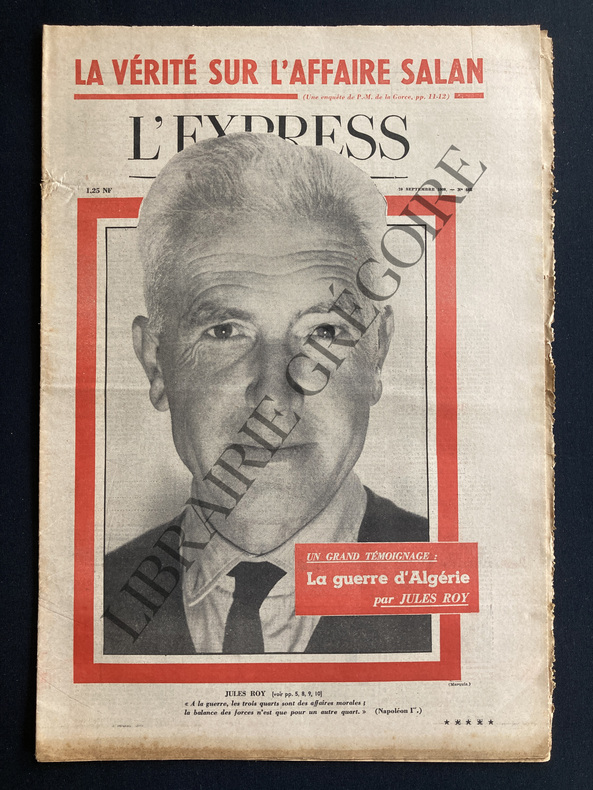 LA VÉRITÉ SUR L'AFFAIRE SALAN
(Une enquête de P.-M. de la Gorce, pp. 11-12)
L'EXPRESS
1,25 NF
SEPTEMBRE
LIBRAIRIE GRÉGOIRE
UN GRAND TÉMOIGNAGE :
La guerre d'Algérie
par JULES ROY
JULES ROY (voir pp. 5, 8, 9, 10)
« A la guerre, les trois quarts sont des affaires morales ;
la balance des forces n'est que pour un autre quart. » (Napoléon Ier.)
★ ★ ★ ★ ★